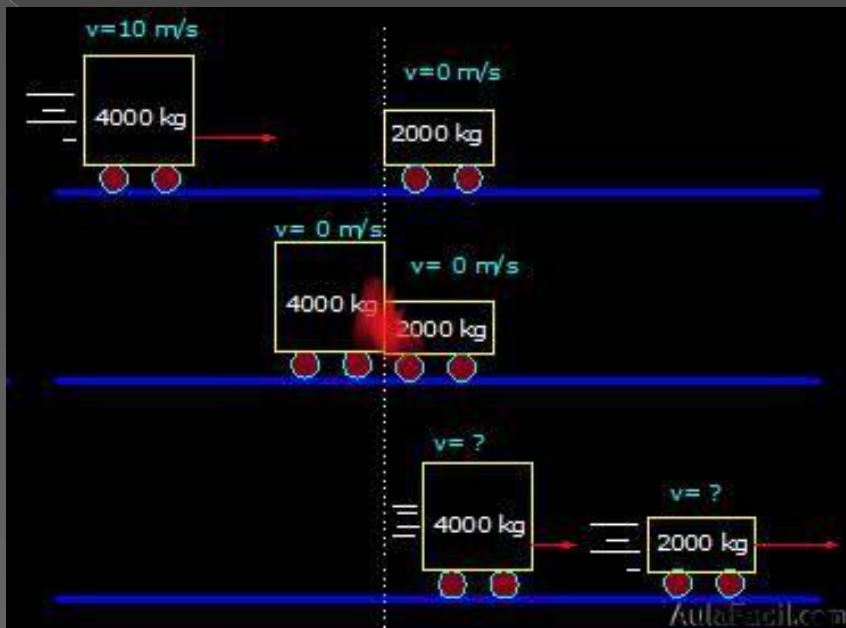 v=10 m/s
v=0 m/s
4000 kg
2000 kg
v= 0 m/s
v= 0 m/s
4000 kg
2000 kg
v= ?
v= ?
4000 kg
2000 kg
AulaFacil.com